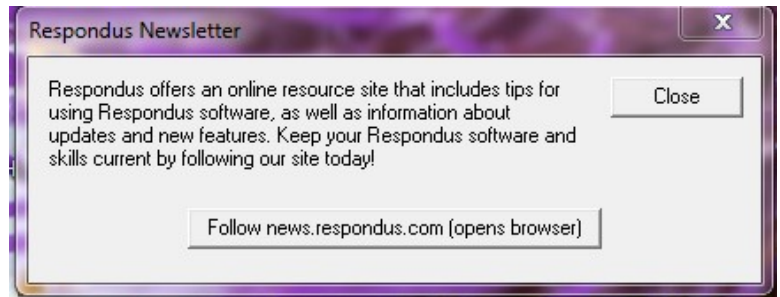 Respondus Newsletter
X
Respondus offers an online resource site that includes tips for
using Respondus software, as well as information about
updates and new features. Keep your Respondus software and
skills current by following our site today!
Close
Follow news.respondus.com (opens browser)